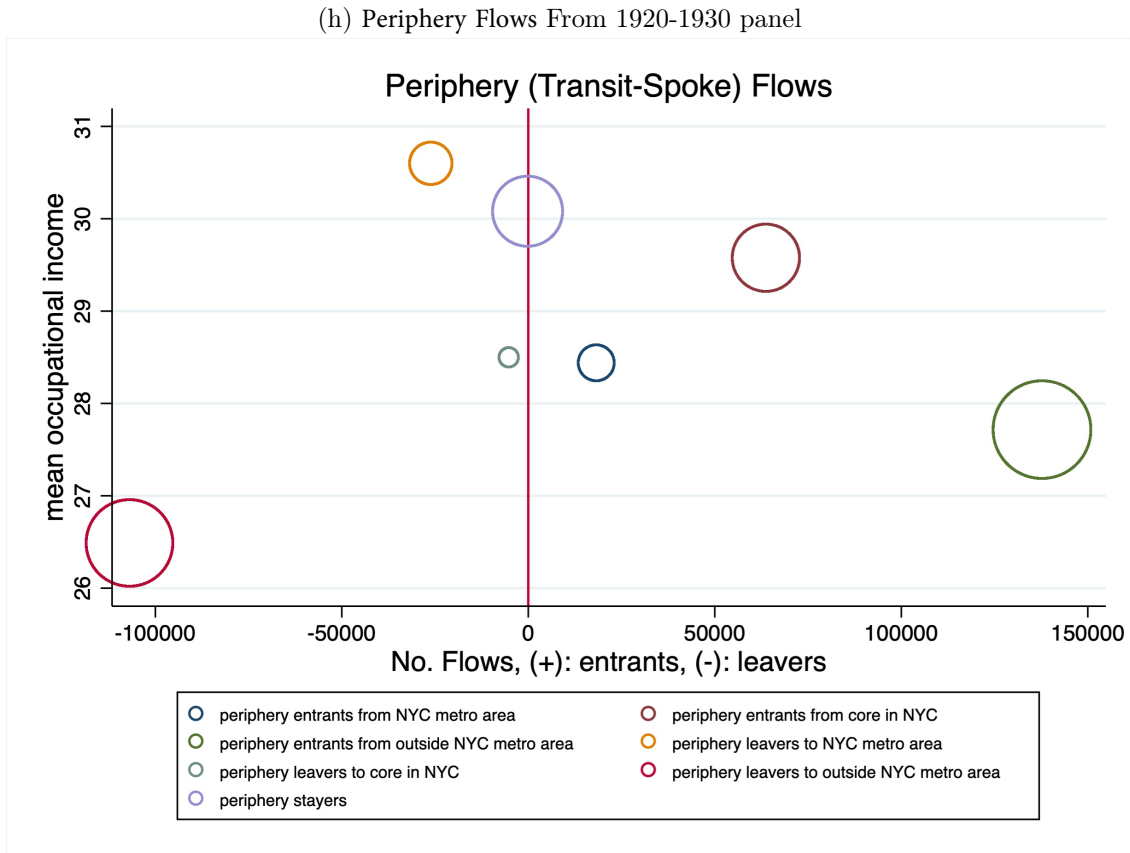 (h) Periphery Flows From 1920-1930 panel
Periphery (Transit-Spoke) Flows
mean occupational income
31
30
29
28
27
26
-100000 -50000 0 50000 100000 150000
No. Flows, (+): entrants, (-): leavers
periphery entrants from NYC metro area periphery entrants from core in NYC
periphery entrants from outside NYC metro area periphery leavers to NYC metro area
periphery leavers to core in NYC periphery leavers to outside NYC metro area
periphery stayers